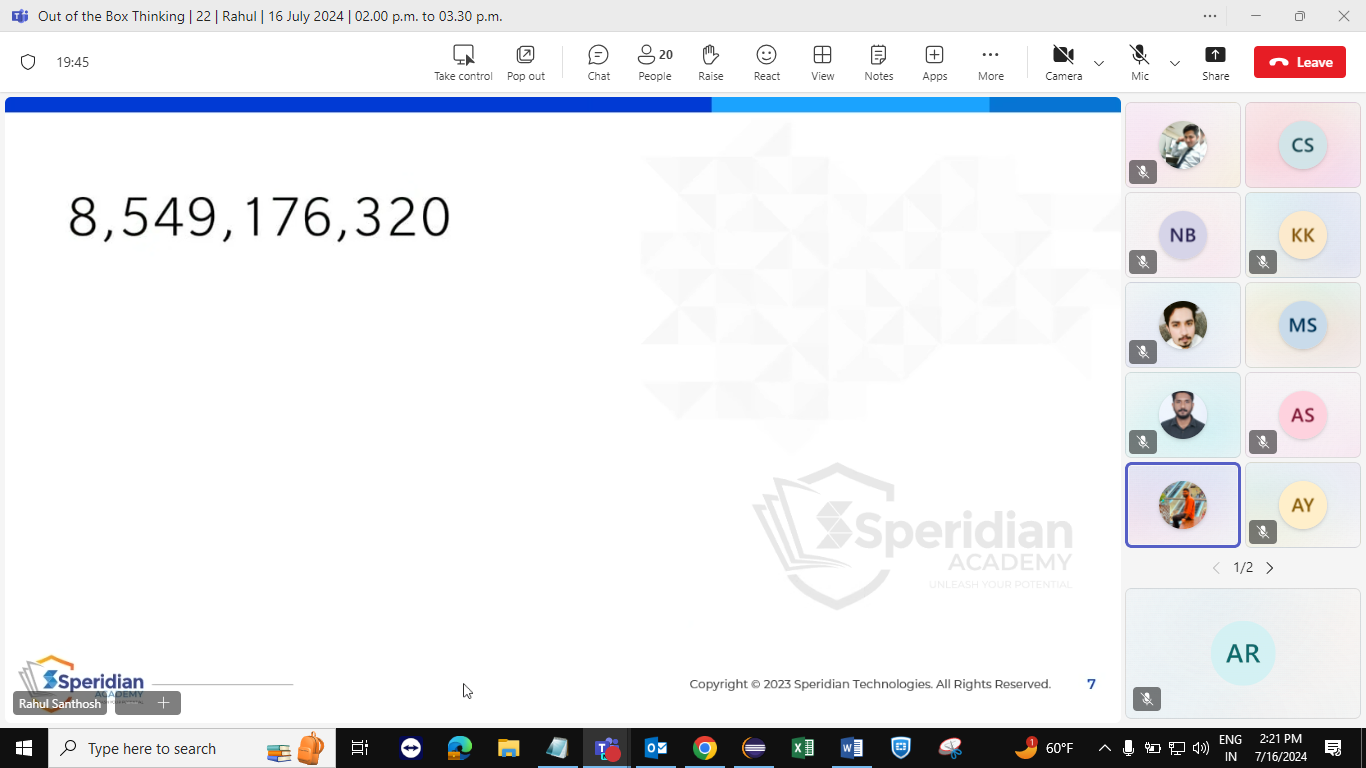 Out of the Box Thinking | 22 | Rahul | 16 July 2024 | 02.00 p.m. to 03.30 p.m.
19:45
Take control
Pop out
Chat
People
20
Raise
React
View
Notes
Apps
More
Camera
Mic
Share
Leave
8,549,176,320
CS
NB
KK
MS
AS
AY
1/2
AR
Speridian
ACADEMY
UNLEASH YOUR POTENTIAL
Speridian
ACADEMY
Rahul Santhosh
Copyright © 2023 Speridian Technologies. All Rights Reserved.
7
Type here to search
1
60°F
ENG
IN
2:21 PM
7/16/2024